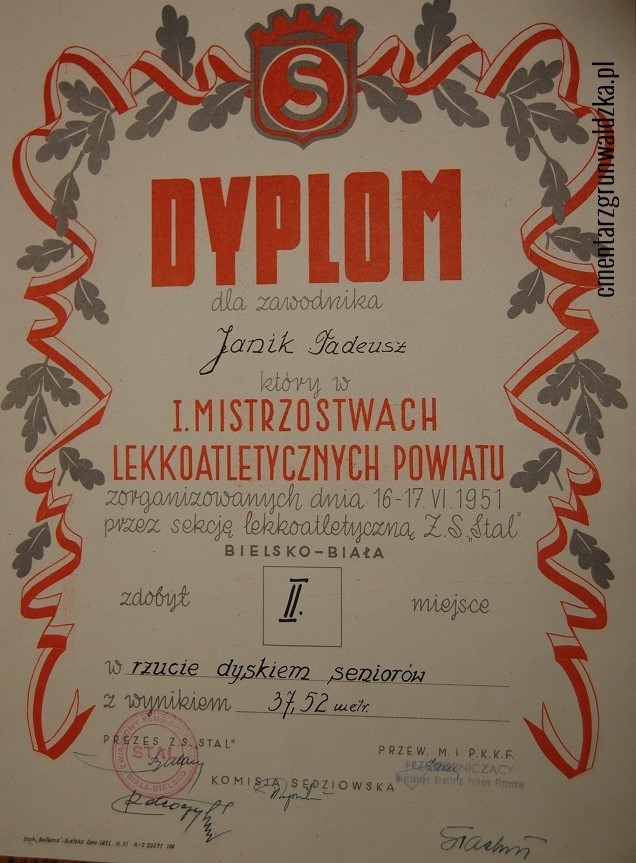 S
DYPLOM
dla zawodnika
Janik Tadeusz
który w
I. MISTRZOSTWACH
LEKKOATLETYCZNYCH POWIATU
zorganizowanych dnia 16-17. VI. 1951
przez sekcję lekkoatletyczną Z.S. „Stal"
BIELSKO-BIAŁA
zdobył II. miejsce
w rzucie dyskiem seniorów
z wynikiem 37,52 metr.
PREZES Z.S. „STAL"
PRZEW. M. i P.K.K.F.
STAL
PRZEWODNICZĄCY
KOMISJA SĘDZIOWSKA
cmentarzgrunwaldzka.pl